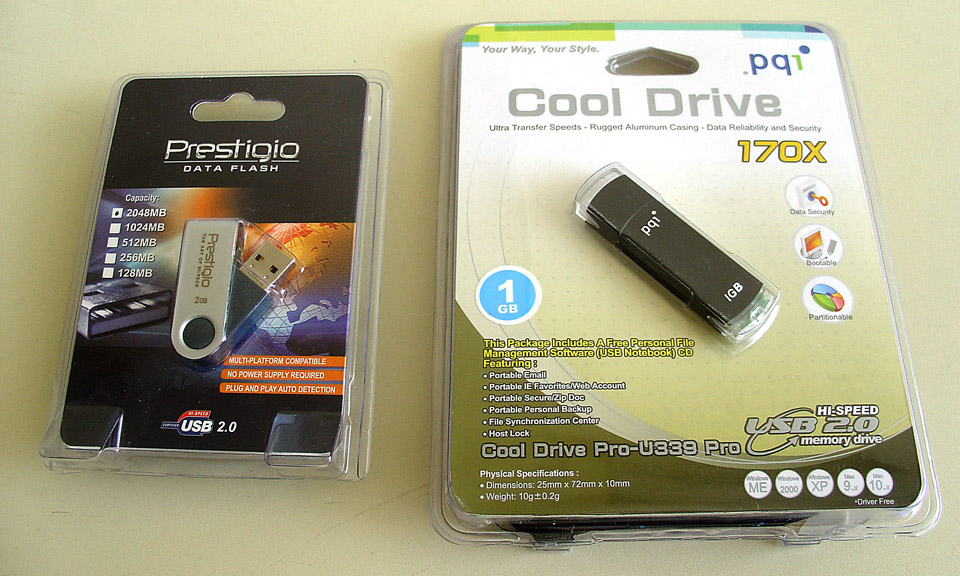 Prestigio
DATA FLASH
Capacity:
2048MB
1024MB
512MB
256MB
128MB
Prestigio
THE ART OF HI-TECH
2GB
MULTI-PLATFORM COMPATIBLE
NO POWER SUPPLY REQUIRED
PLUG AND PLAY AUTO DETECTION
HI-SPEED
CERTIFIED
USB 2.0
Your Way, Your Style.
pqi
Cool Drive
Ultra Transfer Speeds - Rugged Aluminum Casing - Data Reliability and Security
170X
pqi
1GB
Data Security
Bootable
Partitionable
1
GB
This Package Includes A Free Personal File
Management Software (USB Notebook) CD
Featuring :
• Portable Email
• Portable IE Favorites/Web Account
• Portable Secure/Zip Doc
• Portable Personal Backup
• File Synchronization Center
• Host Lock
Cool Drive Pro-U339 Pro
HI-SPEED
USB 2.0
memory drive
Physical Specifications :
• Dimensions: 25mm x 72mm x 10mm
• Weight: 10g±0.2g
Windows ME
Windows 2000
Windows XP
Mac 9.x
Mac 10.x
*Driver Free